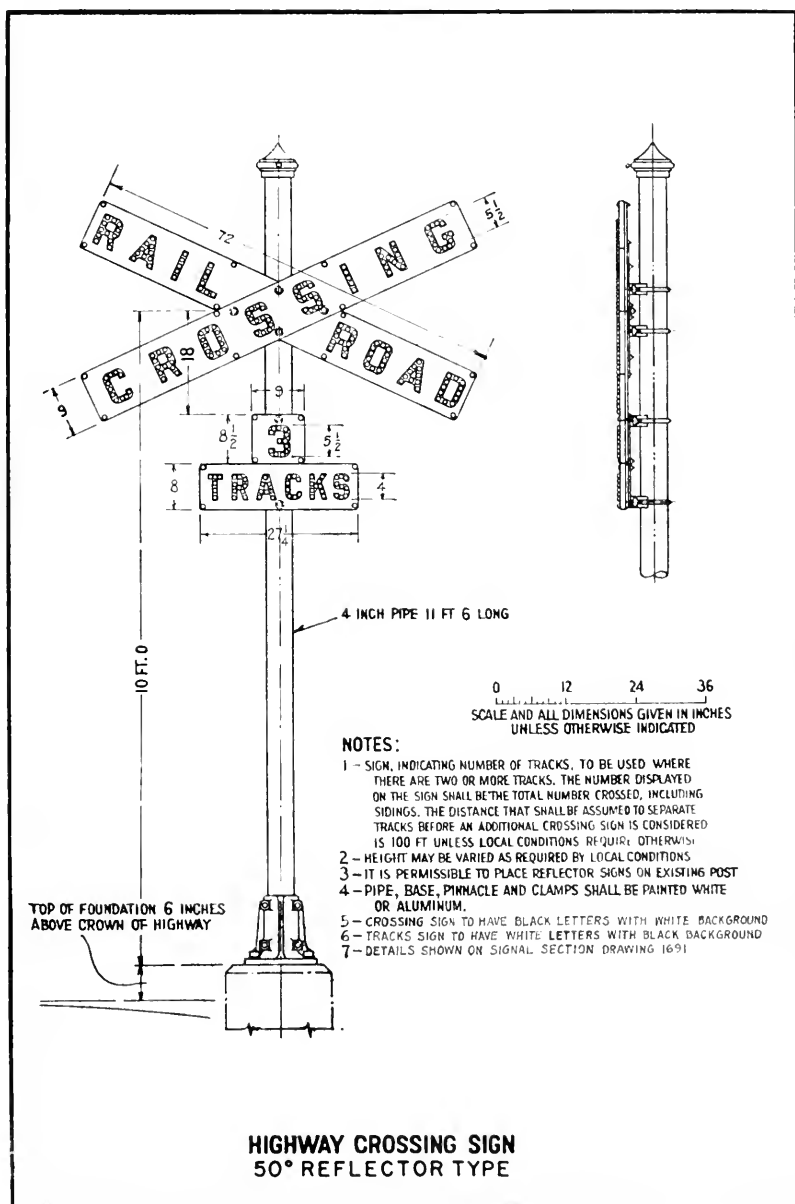 RAIL
CROSSING
ROAD
72
5 1/2
18
9
9
8 1/2
3
5 1/2
8
TRACKS
4
27 1/4
4 INCH PIPE 11 FT 6 LONG
10 FT. 0
0 12 24 36
SCALE AND ALL DIMENSIONS GIVEN IN INCHES
UNLESS OTHERWISE INDICATED
NOTES:
1 - SIGN, INDICATING NUMBER OF TRACKS, TO BE USED WHERE
THERE ARE TWO OR MORE TRACKS. THE NUMBER DISPLAYED
ON THE SIGN SHALL BE THE TOTAL NUMBER CROSSED, INCLUDING
SIDINGS. THE DISTANCE THAT SHALL BE ASSUMED TO SEPARATE
TRACKS BEFORE AN ADDITIONAL CROSSING SIGN IS CONSIDERED
IS 100 FT UNLESS LOCAL CONDITIONS REQUIRE OTHERWISE
2 - HEIGHT MAY BE VARIED AS REQUIRED BY LOCAL CONDITIONS
3 - IT IS PERMISSIBLE TO PLACE REFLECTOR SIGNS ON EXISTING POST
4 - PIPE, BASE, PINNACLE AND CLAMPS SHALL BE PAINTED WHITE
OR ALUMINUM.
5 - CROSSING SIGN TO HAVE BLACK LETTERS WITH WHITE BACKGROUND
6 - TRACKS SIGN TO HAVE WHITE LETTERS WITH BLACK BACKGROUND
7 - DETAILS SHOWN ON SIGNAL SECTION DRAWING 1691
TOP OF FOUNDATION 6 INCHES
ABOVE CROWN OF HIGHWAY
HIGHWAY CROSSING SIGN
50° REFLECTOR TYPE